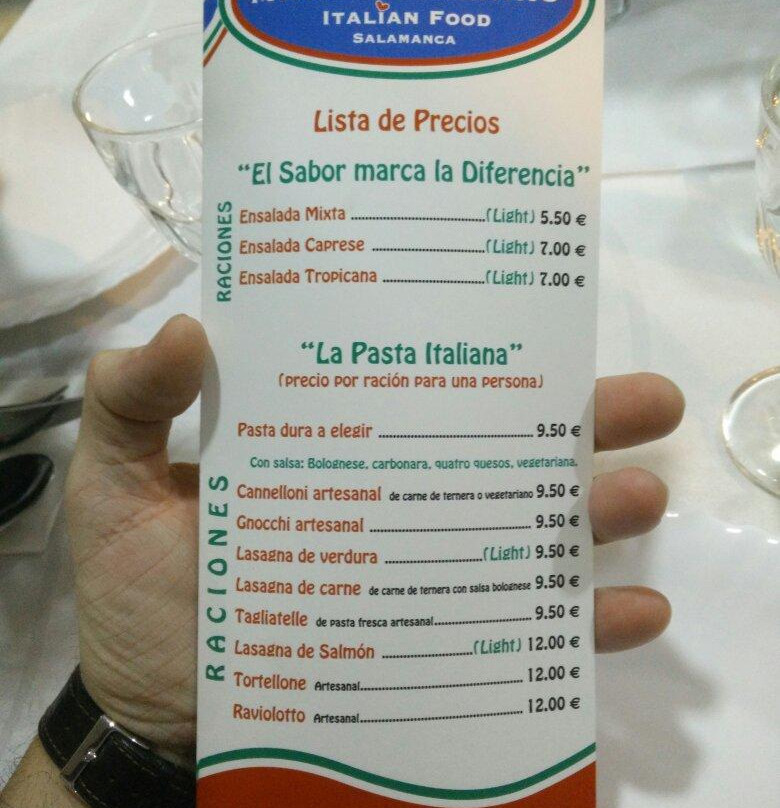 ITALIAN FOOD
SALAMANCA
Lista de Precios
“El Sabor marca la Diferencia”
RACIONES
Ensalada Mixta ..........(Light) 5.50 €
Ensalada Caprese ..........(Light) 7.00 €
Ensalada Tropicana ..........(Light) 7.00 €
“La Pasta Italiana”
(precio por ración para una persona)
RACIONES
Pasta dura a elegir .......... 9.50 €
Con salsa: Bolognese, carbonara, quatro quesos, vegetariana.
Cannelloni artesanal de carne de ternera o vegetariano 9.50 €
Gnocchi artesanal .......... 9.50 €
Lasagna de verdura ..........(Light) 9.50 €
Lasagna de carne de carne de ternera con salsa bolognese 9.50 €
Tagliatelle de pasta fresca artesanal.......... 9.50 €
Lasagna de Salmón ..........(Light) 12.00 €
Tortellone Artesanal.......... 12.00 €
Raviolotto Artesanal.......... 12.00 €